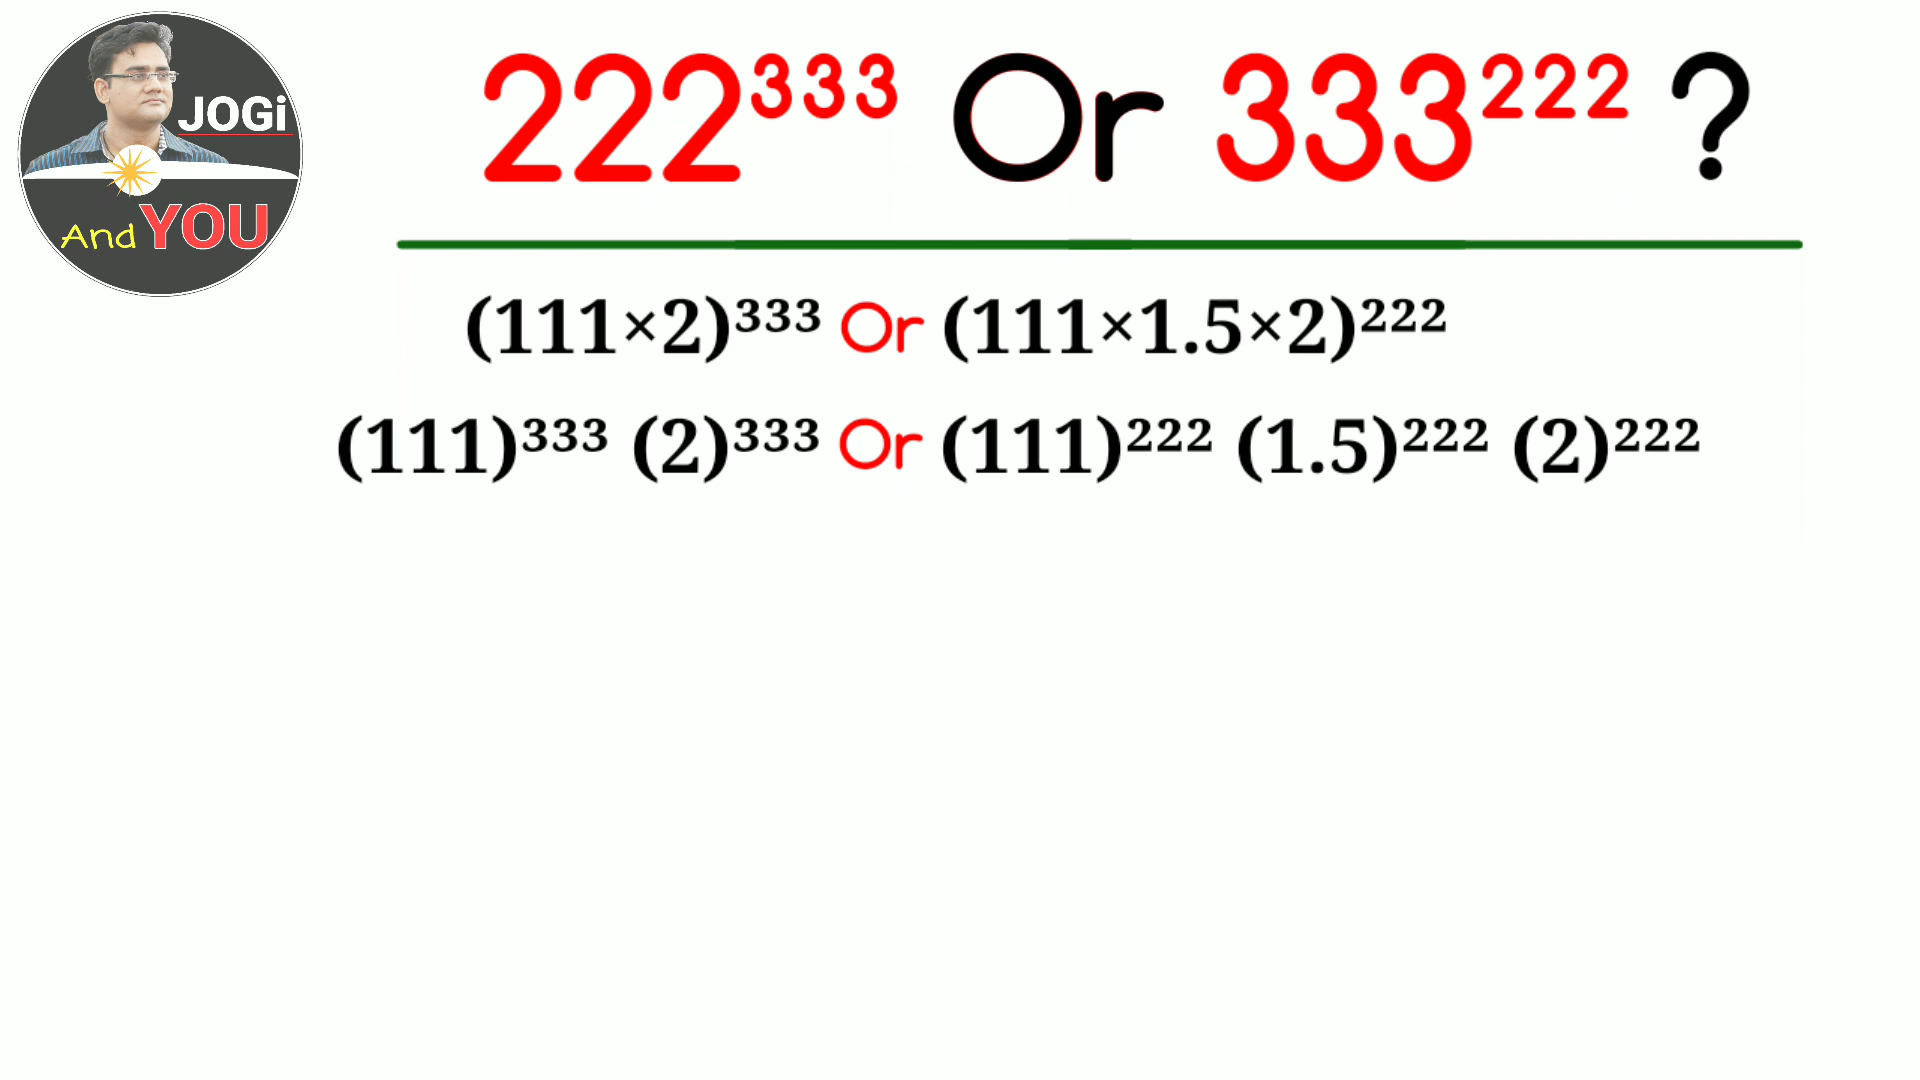 JOGi
And YOU
222³³³ Or 333²²² ?
(111×2)³³³ Or (111×1.5×2)²²²
(111)³³³ (2)³³³ Or (111)²²² (1.5)²²² (2)²²²